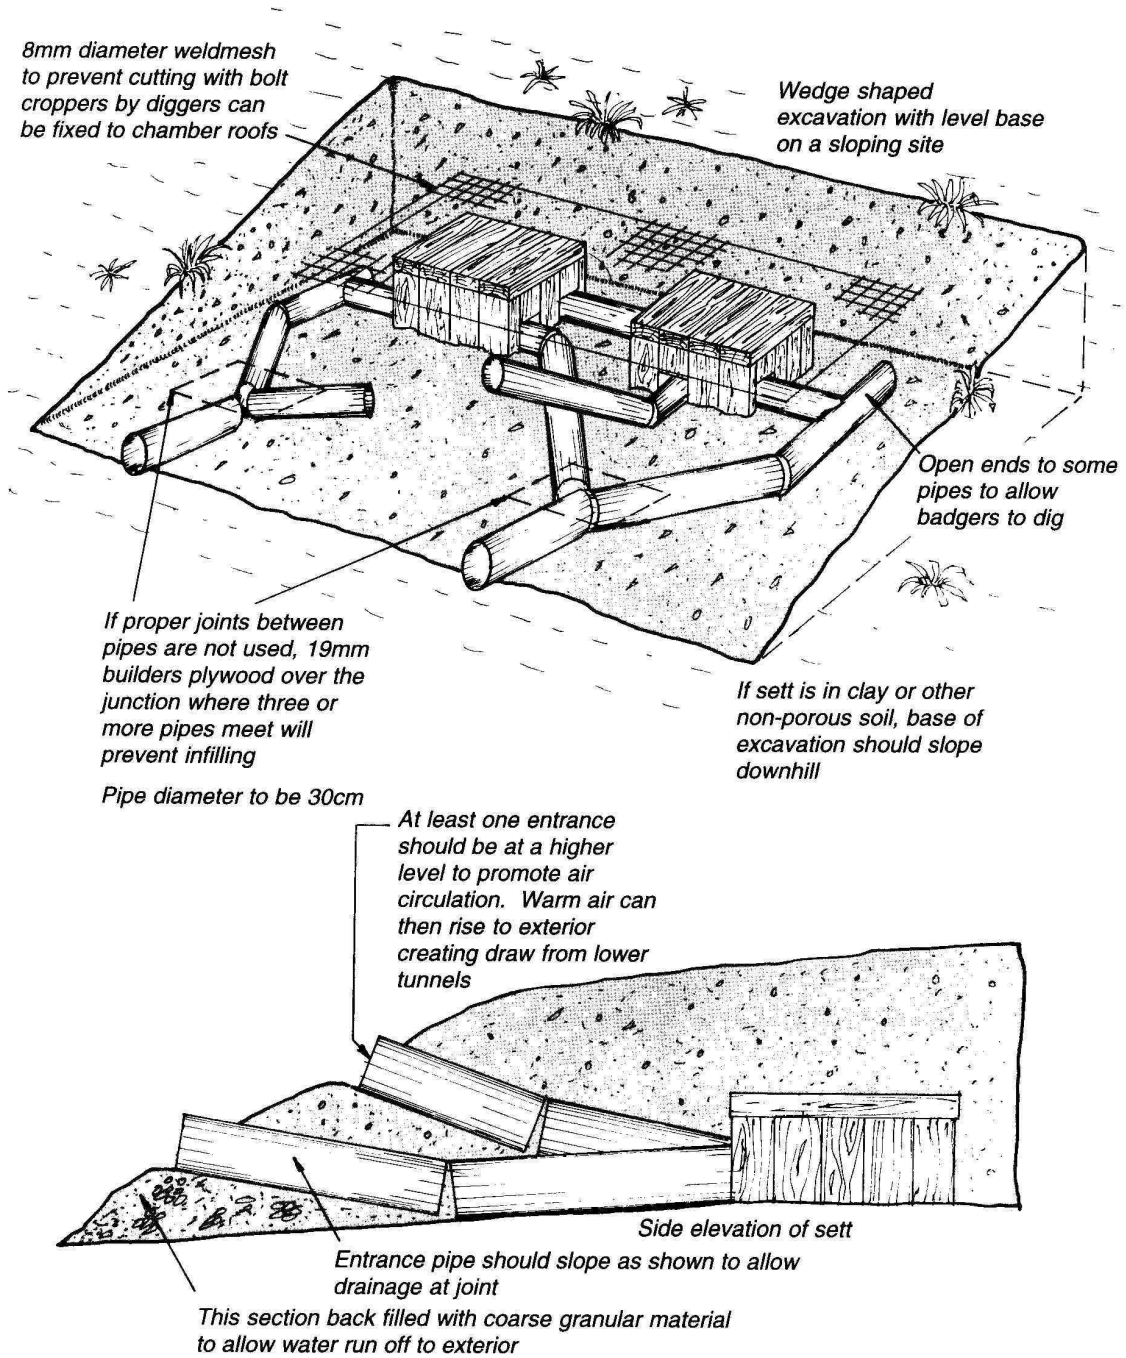 8mm diameter weldmesh
to prevent cutting with bolt
croppers by diggers can
be fixed to chamber roofs
Wedge shaped
excavation with level base
on a sloping site
Open ends to some
pipes to allow
badgers to dig
If proper joints between
pipes are not used, 19mm
builders plywood over the
junction where three or
more pipes meet will
prevent infilling
If sett is in clay or other
non-porous soil, base of
excavation should slope
downhill
Pipe diameter to be 30cm
At least one entrance
should be at a higher
level to promote air
circulation.  Warm air can
then rise to exterior
creating draw from lower
tunnels
Side elevation of sett
Entrance pipe should slope as shown to allow
drainage at joint
This section back filled with coarse granular material
to allow water run off to exterior